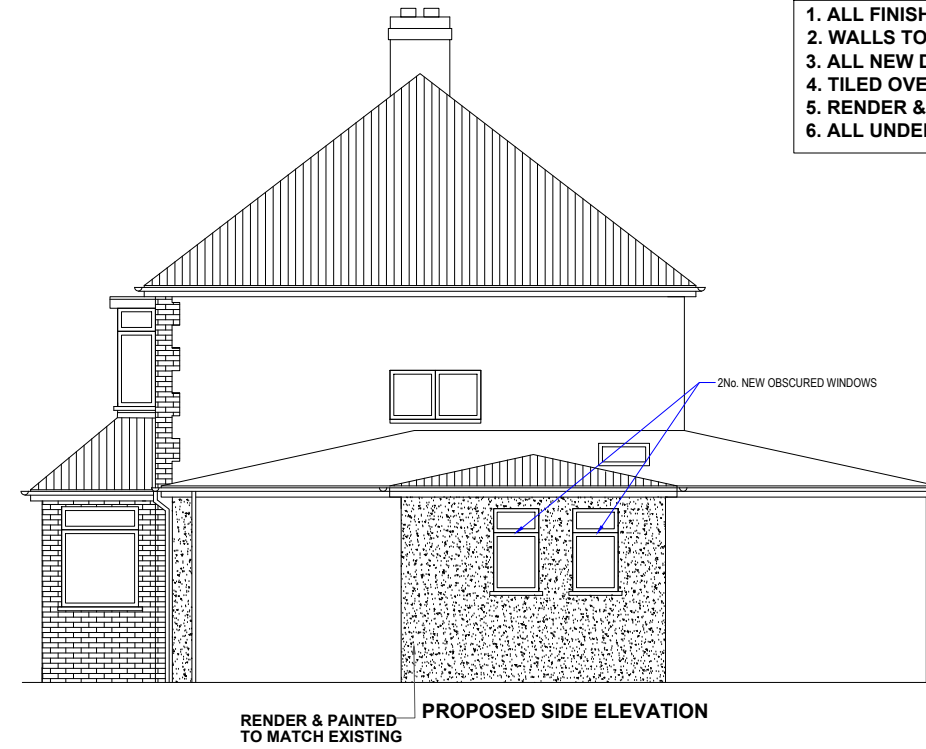 1. ALL FINISH
2. WALLS TO
3. ALL NEW D
4. TILED OVE
5. RENDER &
6. ALL UNDE
2No. NEW OBSCURED WINDOWS
RENDER & PAINTED
TO MATCH EXISTING
PROPOSED SIDE ELEVATION